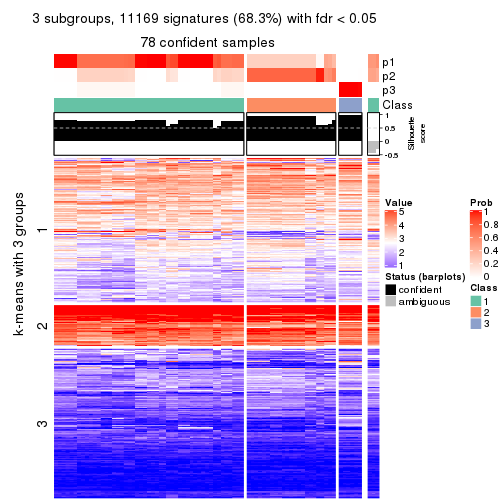 3 subgroups, 11169 signatures (68.3%) with fdr < 0.05
78 confident samples
p1
p2
p3
Class
1
0.5
0
-0.5
Silhouette
score
k-means with 3 groups
1
2
3
Value
5
4
3
2
1
Status (barplots)
confident
ambiguous
Prob
1
0.8
0.6
0.4
0.2
0
Class
1
2
3